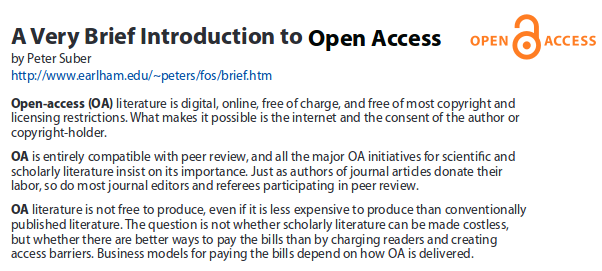 A Very Brief Introduction to Open Access
OPEN ACCESS
by Peter Suber
http://www.earlham.edu/~peters/fos/brief.htm
Open-access (OA) literature is digital, online, free of charge, and free of most copyright and
licensing restrictions. What makes it possible is the internet and the consent of the author or
copyright-holder.
OA is entirely compatible with peer review, and all the major OA initiatives for scientific and
scholarly literature insist on its importance. Just as authors of journal articles donate their
labor, so do most journal editors and referees participating in peer review.
OA literature is not free to produce, even if it is less expensive to produce than conventionally
published literature. The question is not whether scholarly literature can be made costless,
but whether there are better ways to pay the bills than by charging readers and creating
access barriers. Business models for paying the bills depend on how OA is delivered.